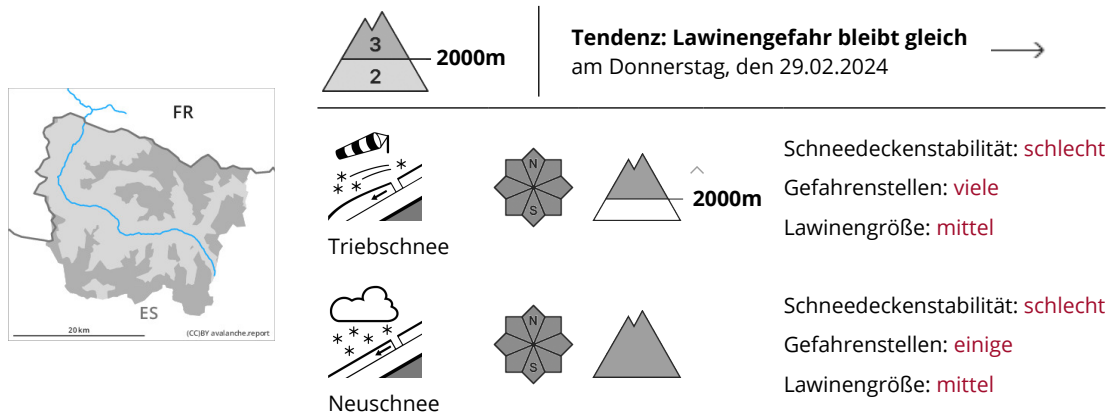 3
2
2000m
Tendenz: Lawinengefahr bleibt gleich
am Donnerstag, den 29.02.2024
FR
ES
20 km
(CC)BY avalanche.report
Triebschnee
N
S
2000m
Schneedeckenstabilität: schlecht
Gefahrenstellen: viele
Lawinengröße: mittel
Neuschnee
N
S
Schneedeckenstabilität: schlecht
Gefahrenstellen: einige
Lawinengröße: mittel